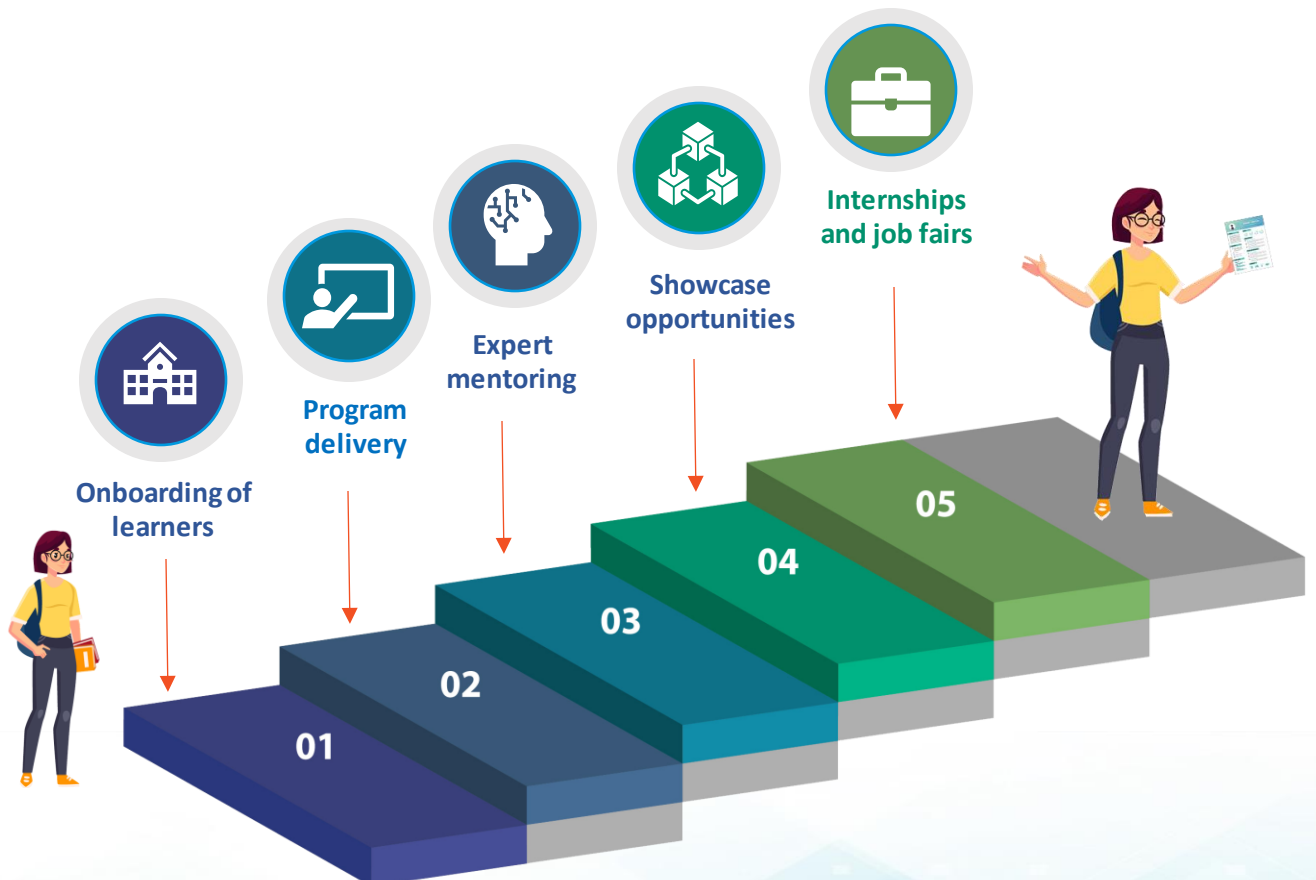 Internships
and job fairs
Showcase
opportunities
Expert
mentoring
Program
delivery
Onboarding of
learners
01
02
03
04
05